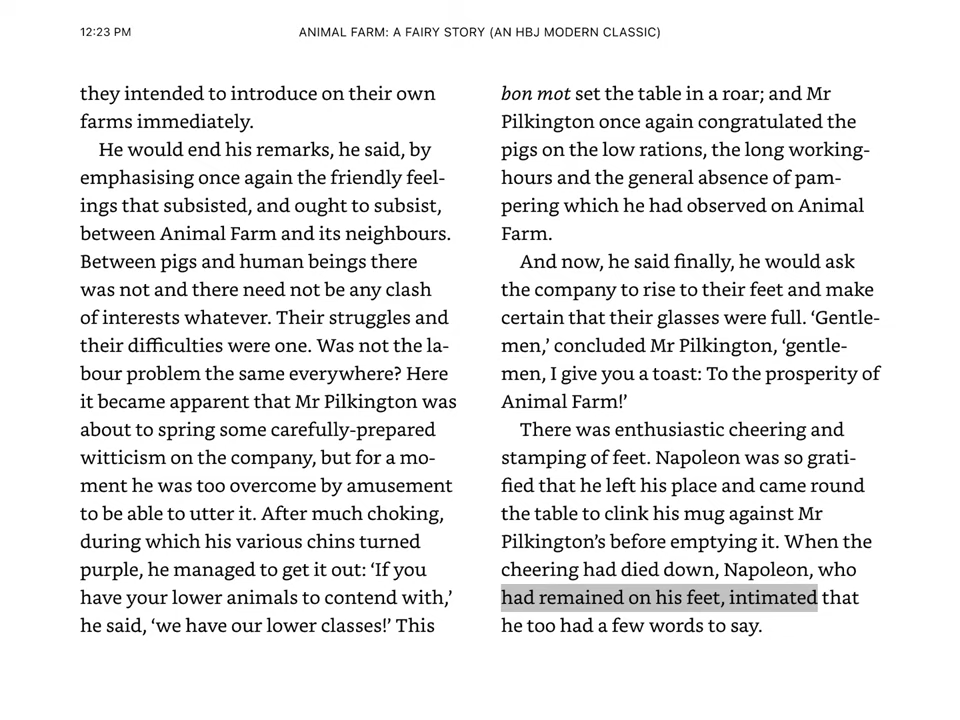 12:23 PM
ANIMAL FARM: A FAIRY STORY (AN HBJ MODERN CLASSIC)
they intended to introduce on their own
farms immediately.
He would end his remarks, he said, by
emphasising once again the friendly feel-
ings that subsisted, and ought to subsist,
between Animal Farm and its neighbours.
Between pigs and human beings there
was not and there need not be any clash
of interests whatever. Their struggles and
their difficulties were one. Was not the la-
bour problem the same everywhere? Here
it became apparent that Mr Pilkington was
about to spring some carefully-prepared
witticism on the company, but for a mo-
ment he was too overcome by amusement
to be able to utter it. After much choking,
during which his various chins turned
purple, he managed to get it out: ‘If you
have your lower animals to contend with,’
he said, ‘we have our lower classes!’ This
bon mot set the table in a roar; and Mr
Pilkington once again congratulated the
pigs on the low rations, the long working-
hours and the general absence of pam-
pering which he had observed on Animal
Farm.
And now, he said finally, he would ask
the company to rise to their feet and make
certain that their glasses were full. ‘Gentle-
men,’ concluded Mr Pilkington, ‘gentle-
men, I give you a toast: To the prosperity of
Animal Farm!’
There was enthusiastic cheering and
stamping of feet. Napoleon was so grati-
fied that he left his place and came round
the table to clink his mug against Mr
Pilkington’s before emptying it. When the
cheering had died down, Napoleon, who
had remained on his feet, intimated that
he too had a few words to say.